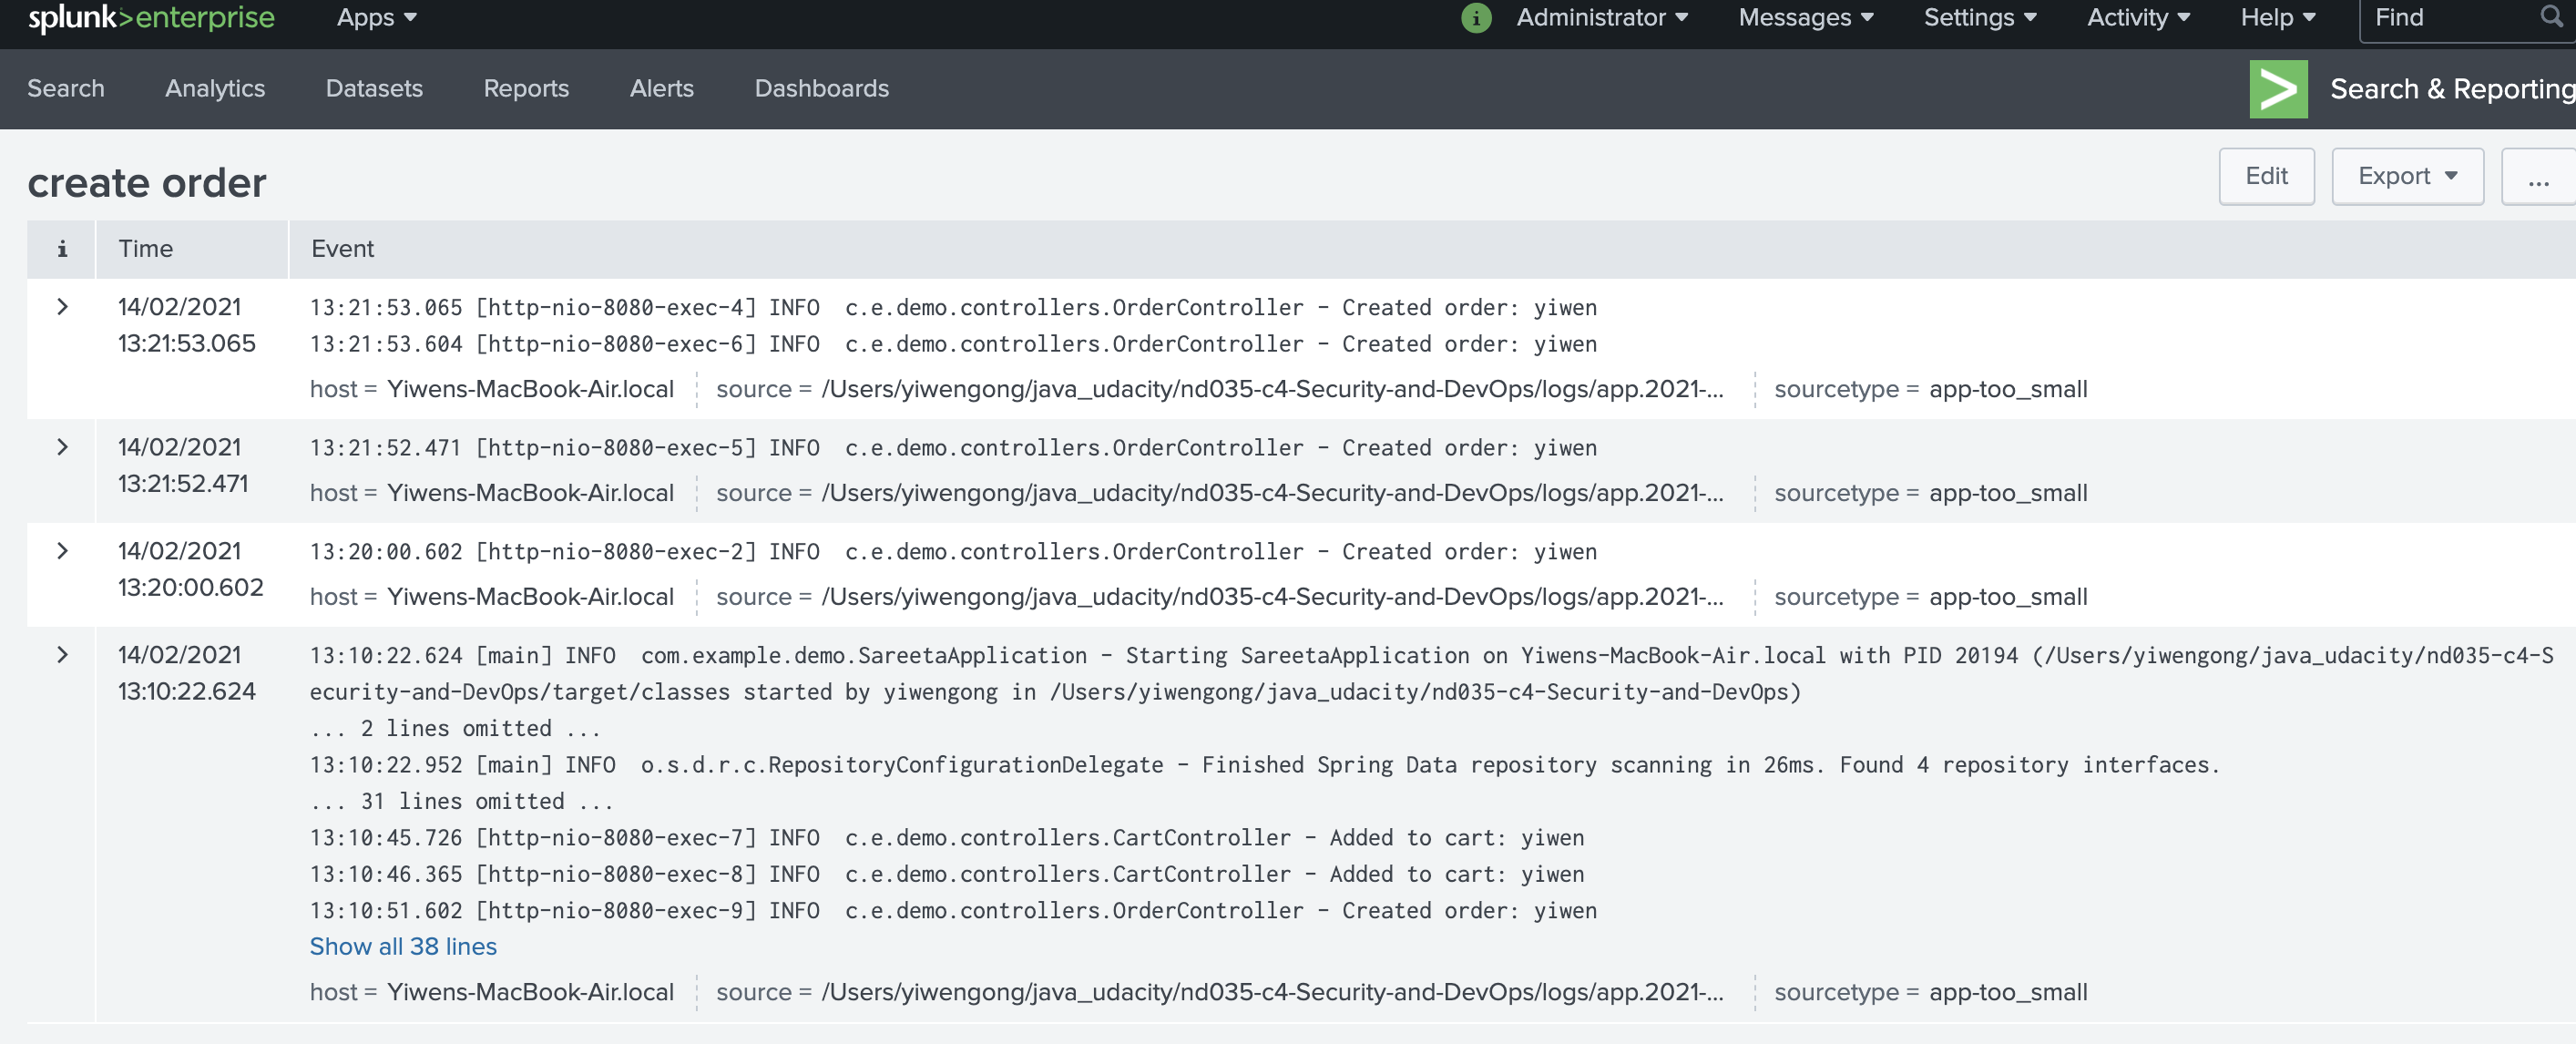 splunk>enterprise Apps Administrator Messages Settings Activity Help Find
Search Analytics Datasets Reports Alerts Dashboards Search & Reporting
create order Edit Export ...
i Time Event
14/02/2021 13:21:53.065 [http-nio-8080-exec-4] INFO  c.e.demo.controllers.OrderController - Created order: yiwen
13:21:53.065 13:21:53.604 [http-nio-8080-exec-6] INFO  c.e.demo.controllers.OrderController - Created order: yiwen
host = Yiwens-MacBook-Air.local source = /Users/yiwengong/java_udacity/nd035-c4-Security-and-DevOps/logs/app.2021-... sourcetype = app-too_small
14/02/2021 13:21:52.471 [http-nio-8080-exec-5] INFO  c.e.demo.controllers.OrderController - Created order: yiwen
13:21:52.471 host = Yiwens-MacBook-Air.local source = /Users/yiwengong/java_udacity/nd035-c4-Security-and-DevOps/logs/app.2021-... sourcetype = app-too_small
14/02/2021 13:20:00.602 [http-nio-8080-exec-2] INFO  c.e.demo.controllers.OrderController - Created order: yiwen
13:20:00.602 host = Yiwens-MacBook-Air.local source = /Users/yiwengong/java_udacity/nd035-c4-Security-and-DevOps/logs/app.2021-... sourcetype = app-too_small
14/02/2021 13:10:22.624 [main] INFO  com.example.demo.SareetaApplication - Starting SareetaApplication on Yiwens-MacBook-Air.local with PID 20194 (/Users/yiwengong/java_udacity/nd035-c4-S
13:10:22.624 ecurity-and-DevOps/target/classes started by yiwengong in /Users/yiwengong/java_udacity/nd035-c4-Security-and-DevOps)
... 2 lines omitted ...
13:10:22.952 [main] INFO  o.s.d.r.c.RepositoryConfigurationDelegate - Finished Spring Data repository scanning in 26ms. Found 4 repository interfaces.
... 31 lines omitted ...
13:10:45.726 [http-nio-8080-exec-7] INFO  c.e.demo.controllers.CartController - Added to cart: yiwen
13:10:46.365 [http-nio-8080-exec-8] INFO  c.e.demo.controllers.CartController - Added to cart: yiwen
13:10:51.602 [http-nio-8080-exec-9] INFO  c.e.demo.controllers.OrderController - Created order: yiwen
Show all 38 lines
host = Yiwens-MacBook-Air.local source = /Users/yiwengong/java_udacity/nd035-c4-Security-and-DevOps/logs/app.2021-... sourcetype = app-too_small